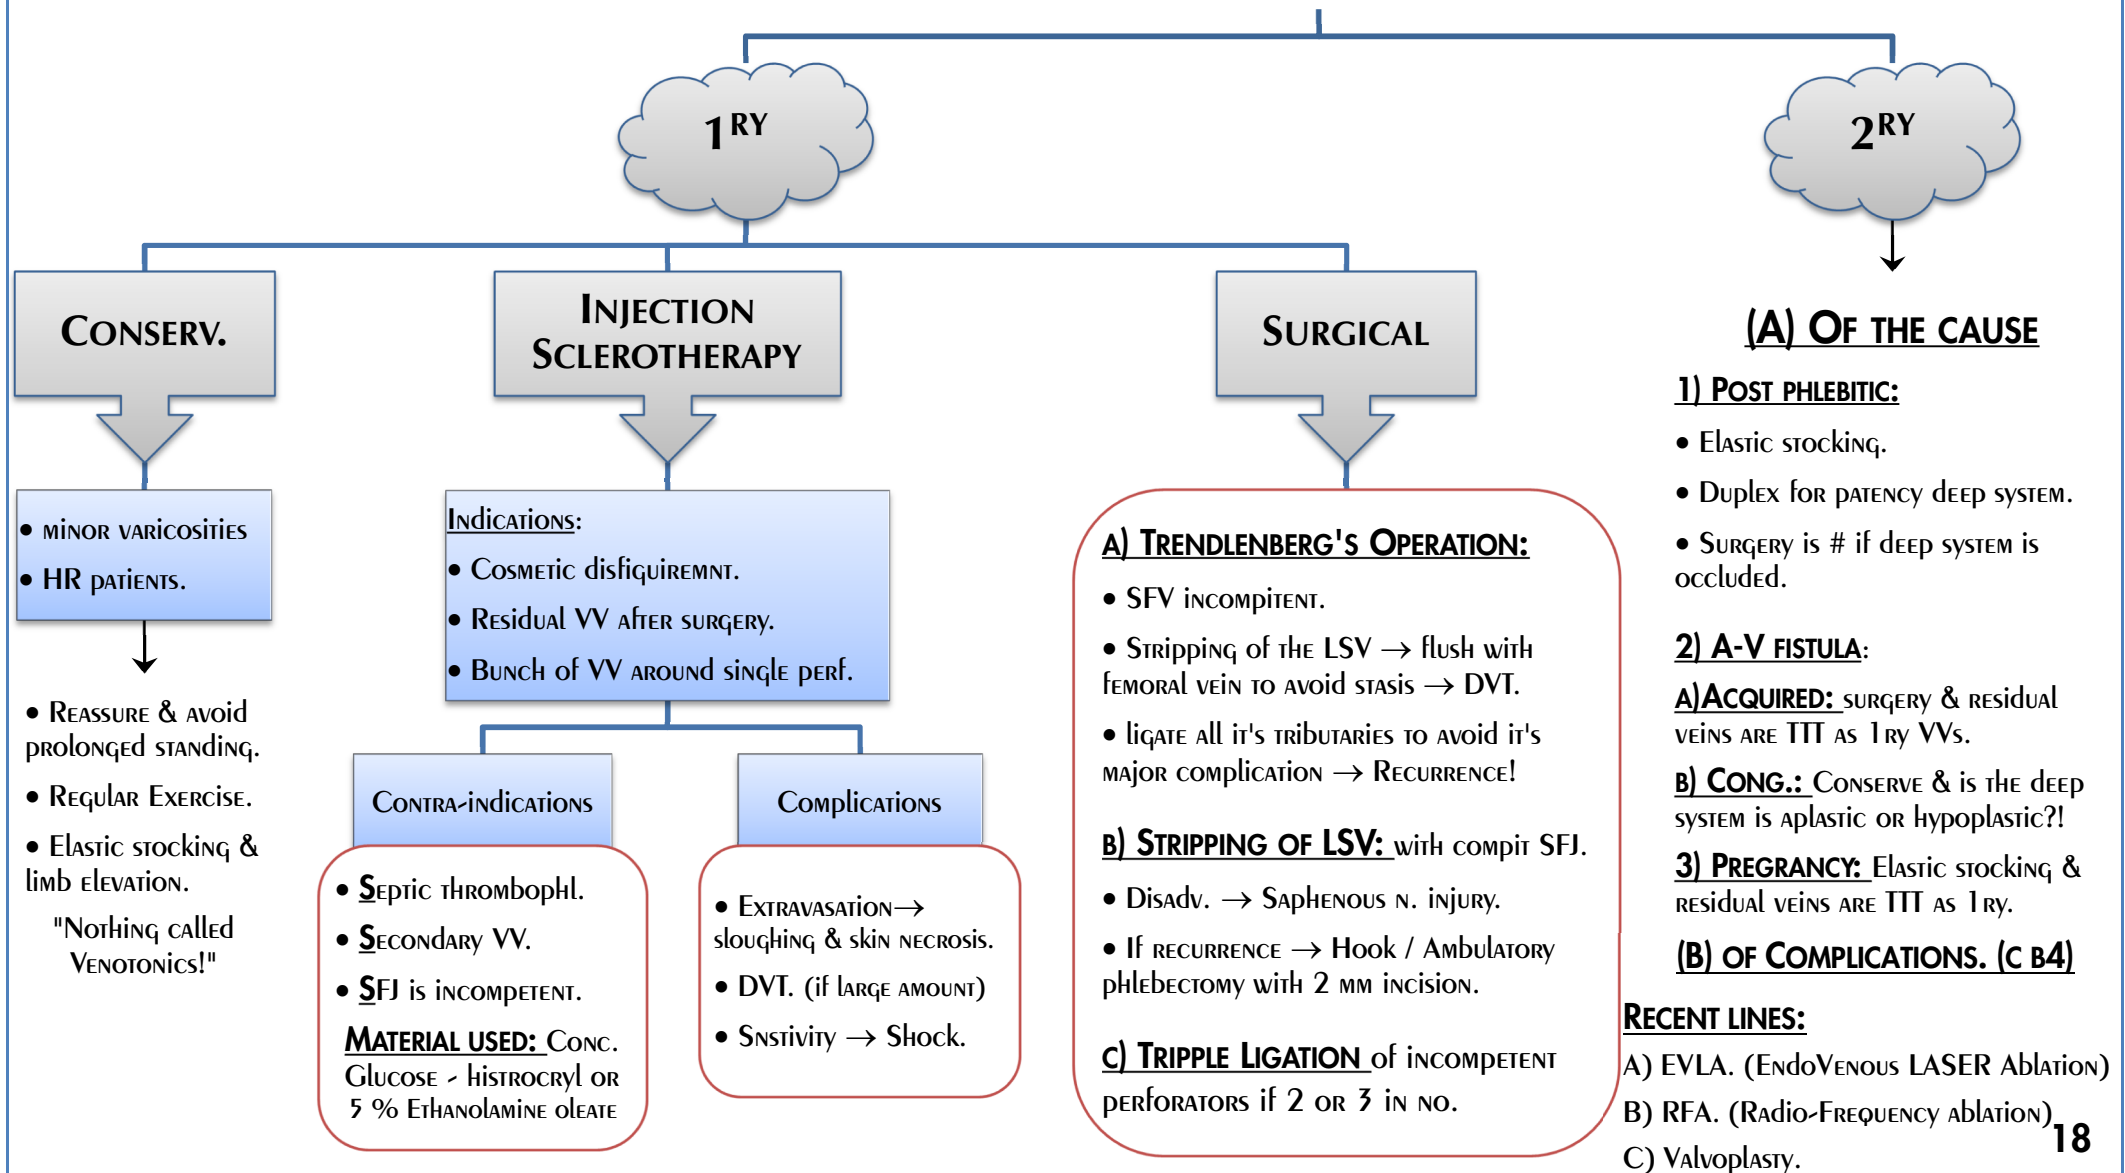 1RY
2RY
Conserv.
Injection
Sclerotherapy
Surgical
• minor varicosities
• HR patients.
• Reassure & avoid
prolonged standing.
• Regular Exercise.
• Elastic stocking &
limb elevation.
"Nothing called
Venotonics!"
Indications:
• Cosmetic disfiguiremnt.
• Residual VV after surgery.
• Bunch of VV around single perf.
Contra-indications
• Septic thrombophl.
• Secondary VV.
• SFJ is incompetent.
Material used: Conc.
Glucose - histrocryl or
5 % Ethanolamine oleate
Complications
• Extravasation→
sloughing & skin necrosis.
• DVT. (if large amount)
• Snstivity → Shock.
A) Trendlenberg's Operation:
• SFV incompitent.
• Stripping of the LSV → flush with
femoral vein to avoid stasis → DVT.
• ligate all it's tributaries to avoid it's
major complication → Recurrence!
B) Stripping of LSV: with compit SFJ.
• Disadv. → Saphenous n. injury.
• If recurrence → Hook / Ambulatory
phlebectomy with 2 mm incision.
C) Tripple Ligation of incompetent
perforators if 2 or 3 in no.
(A) Of the cause
1) Post phlebitic:
• Elastic stocking.
• Duplex for patency deep system.
• Surgery is # if deep system is
occluded.
2) A-V fistula:
A)Acquired: surgery & residual
veins are TTT as 1ry VVs.
B) Cong.: Conserve & is the deep
system is aplastic or hypoplastic?!
3) Pregrancy: Elastic stocking &
residual veins are TTT as 1ry.
(B) of Complications. (c b4)
Recent lines:
A) EVLA. (EndoVenous LASER Ablation)
B) RFA. (Radio-Frequency ablation)
C) Valvoplasty.
18